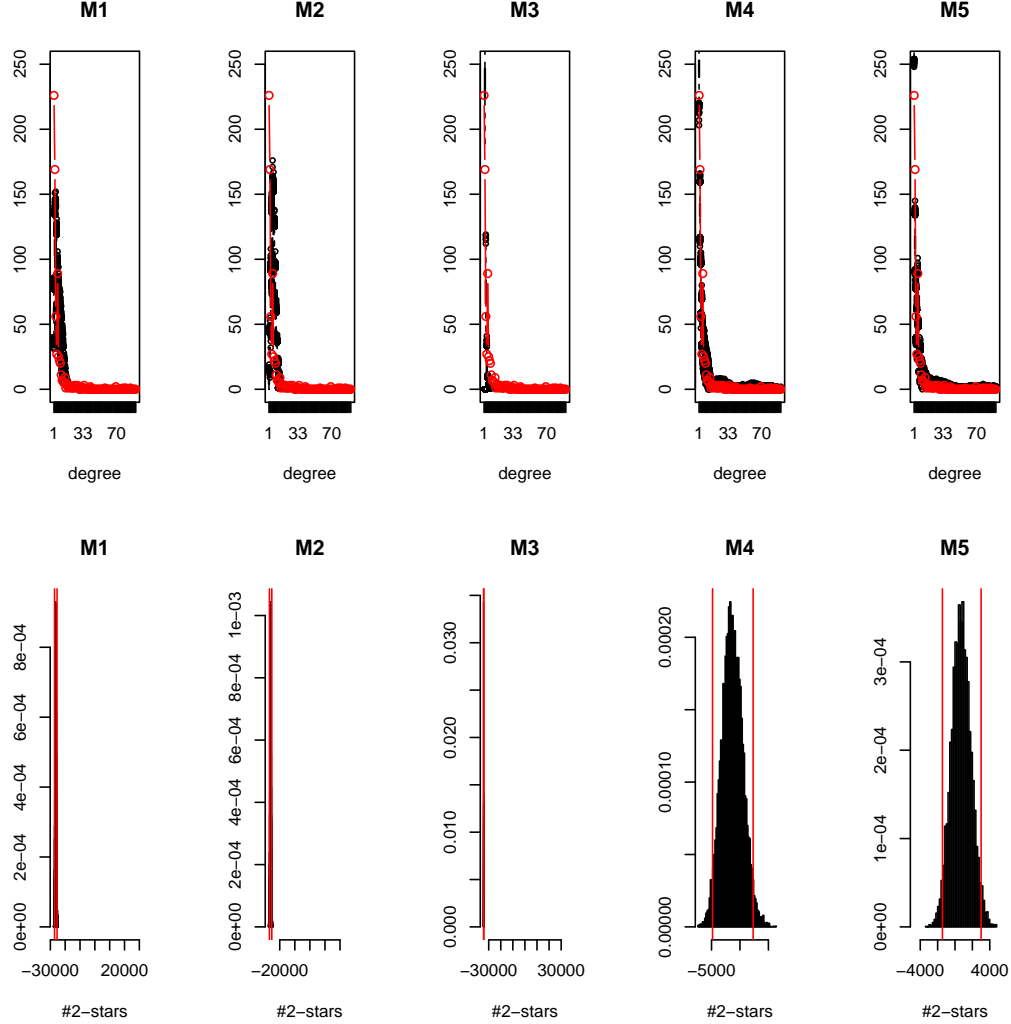 M1 M2 M3 M4 M5
250 250 250 250 250
200 200 200 200 200
150 150 150 150 150
100 100 100 100 100
50 50 50 50 50
0 0 0 0 0
1 33 70 1 33 70 1 33 70 1 33 70 1 33 70
degree degree degree degree degree
M1 M2 M3 M4 M5
8e−04 1e−03 0.030 0.00020 3e−04
6e−04 8e−04 0.020 0.00010 2e−04
4e−04 6e−04 0.010 0.00000 1e−04
2e−04 4e−04 0.000 0e+00
0e+00 2e−04
0e+00
−30000 20000 −20000 −30000 30000 −5000 −4000 4000
#2−stars #2−stars #2−stars #2−stars #2−stars